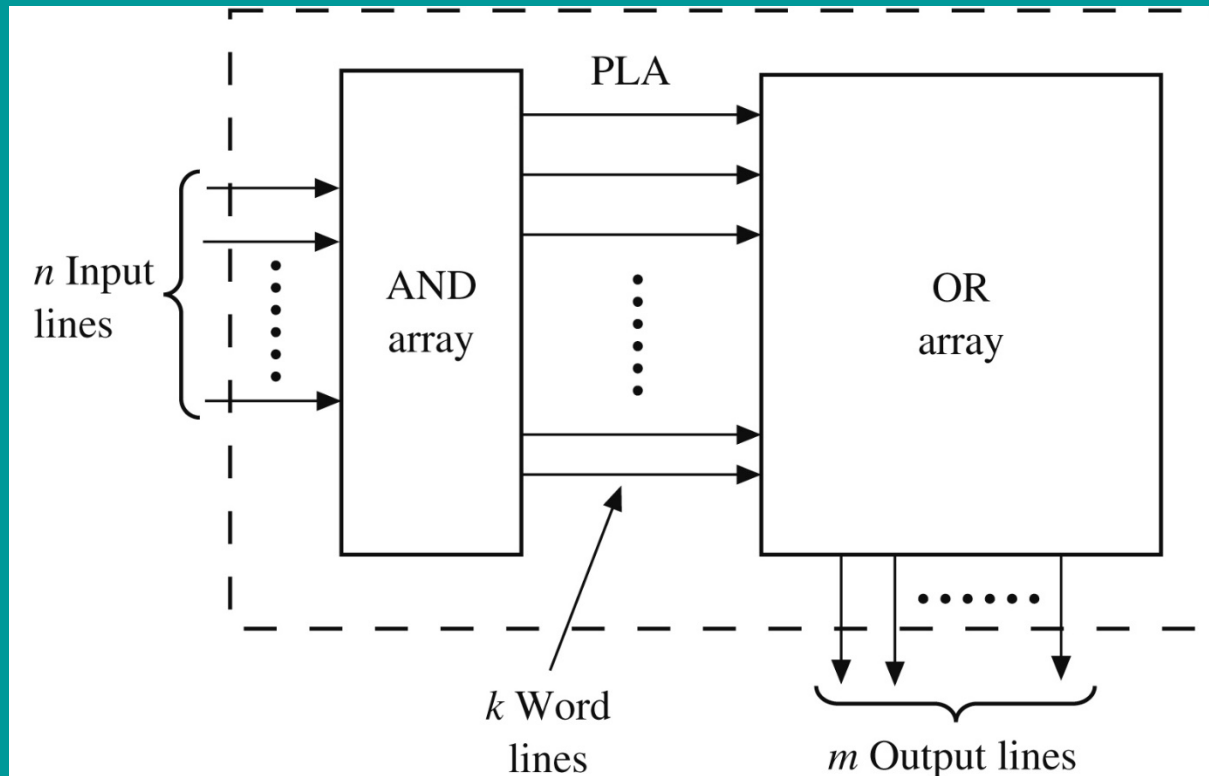 PLA
n Input
lines
AND
array
OR
array
k Word
lines
m Output lines